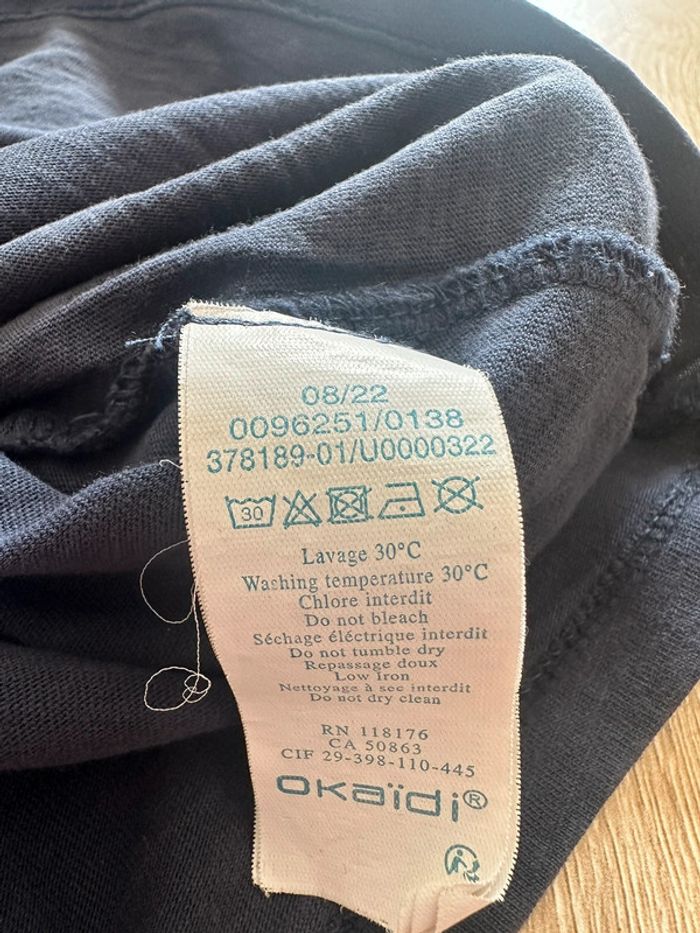 08/22
0096251/0138
378189-01/U0000322
30
Lavage 30°C
Washing temperature 30°C
Chlore interdit
Do not bleach
Séchage éléctrique interdit
Do not tumble dry
Repassage doux
Low iron
Nettoyage à sec interdit
Do not dry clean
RN 118176
CA 50863
CIF 29-398-110-445
okaïdi®